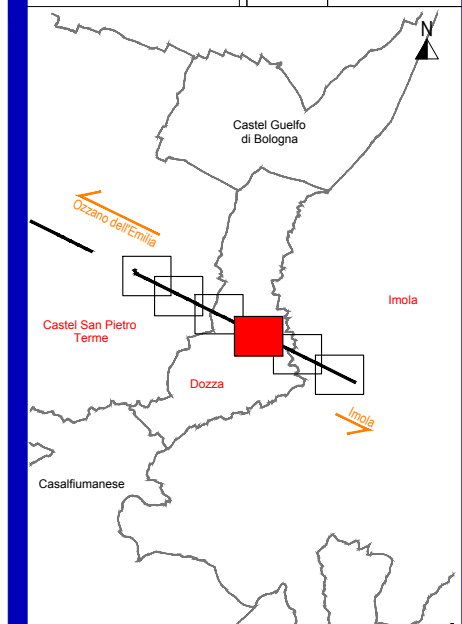 N
Castel Guelfo
di Bologna
Ozzano dell'Emilia
Imola
Castel San Pietro
Terme
Dozza
Imola
Casalfiumanese